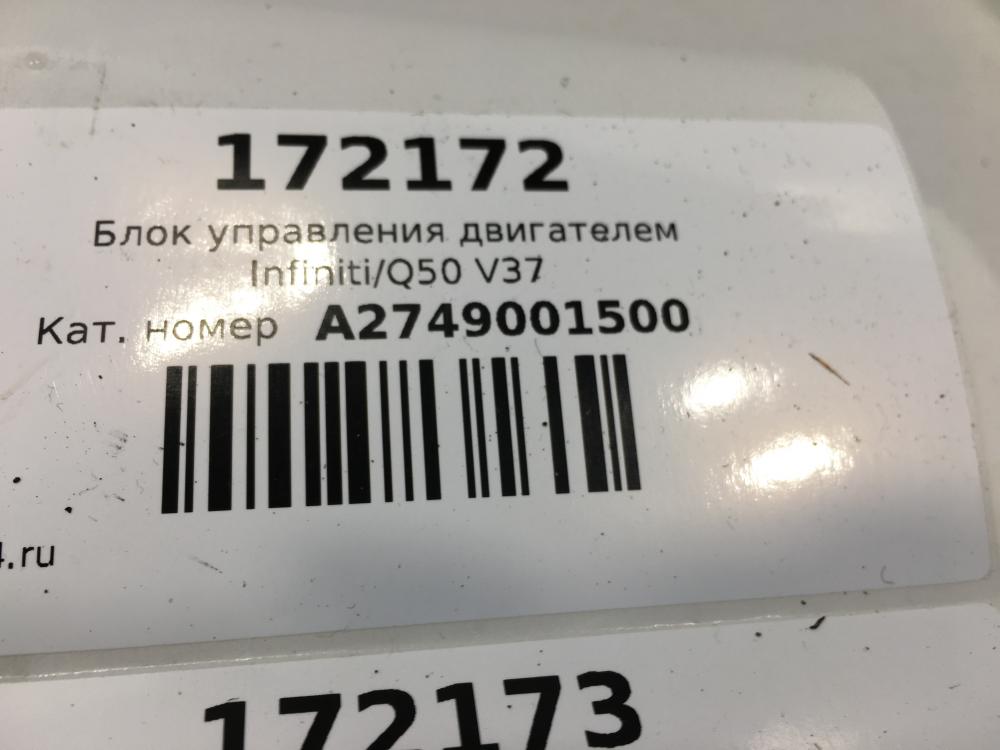 172172
Блок управления двигателем
Infiniti/Q50 V37
Кат. номер A2749001500
4.ru
172173